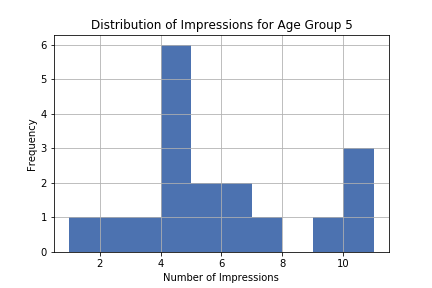 Distribution of Impressions for Age Group 5
6
5
4
3
2
1
0
Frequency
2 4 6 8 10
Number of Impressions